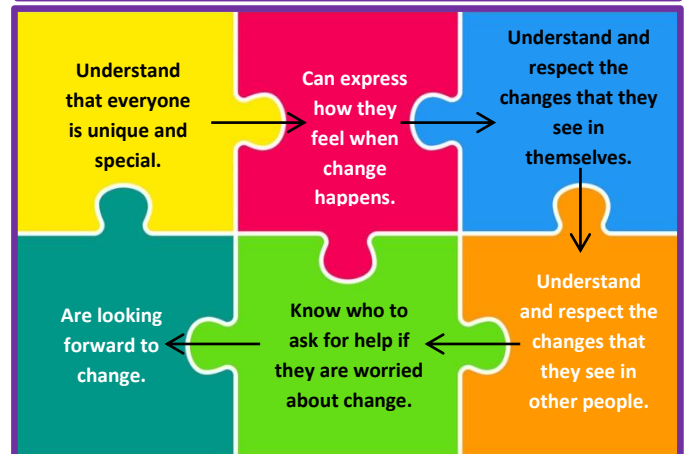 Understand
that everyone
is unique and
special.
Can express
how they
feel when
change
happens.
Understand and
respect the
changes that they
see in
themselves.
Understand
and respect the
changes that
they see in
other people.
Know who to
ask for help if
they are worried
about change.
Are looking
forward to
change.